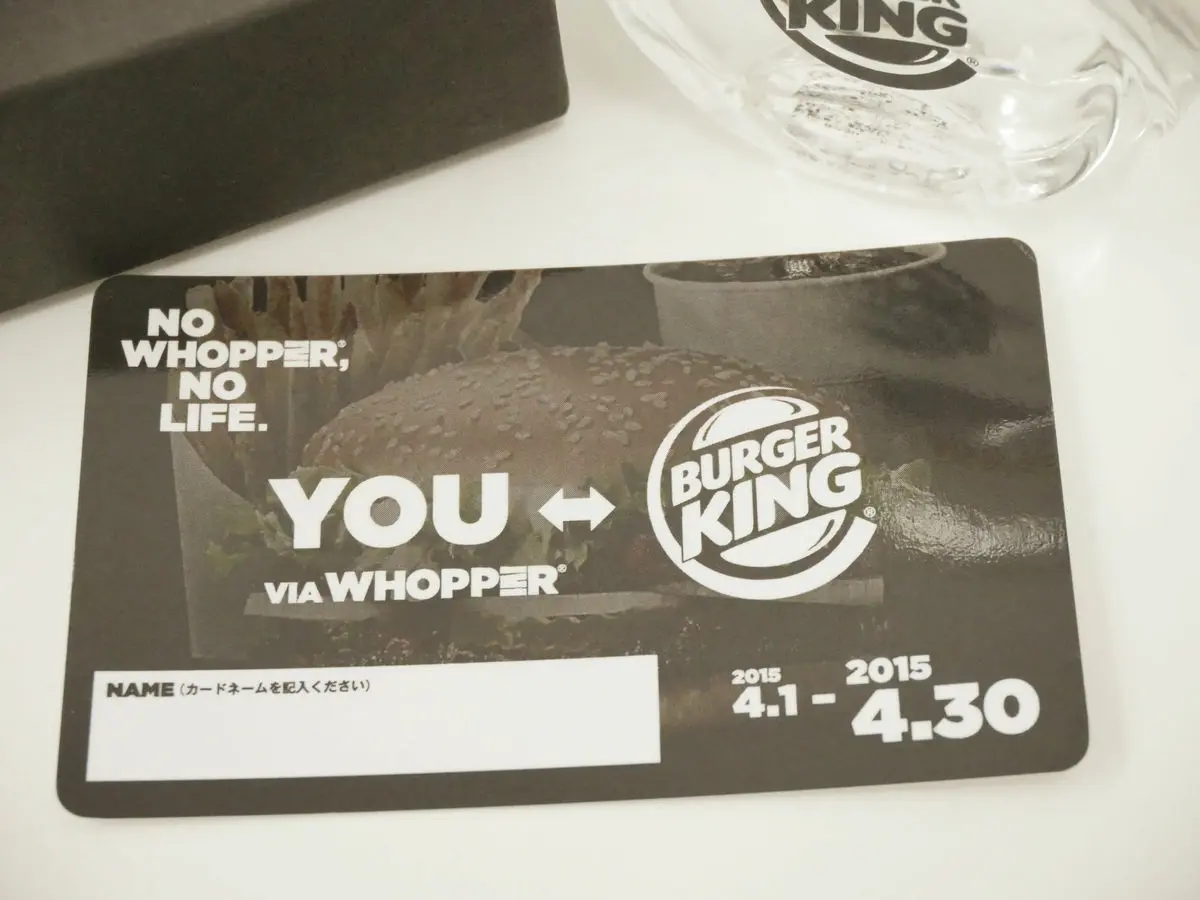 KING
®
NO
WHOPPER®,
NO
LIFE.
YOU ↔ BURGER KING®
VIA WHOPPER®
NAME (カードネームを記入ください)
2015 4.1 - 2015 4.30